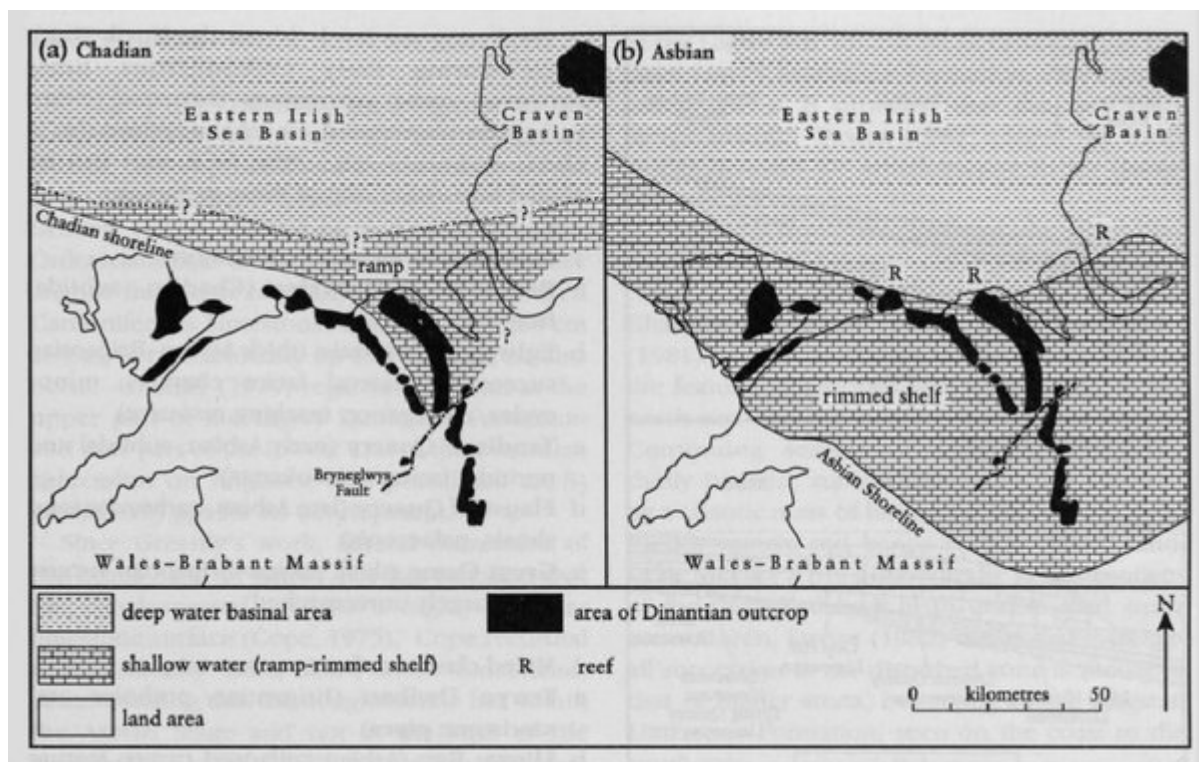 (a) Chadian
Eastern Irish
Sea Basin
Craven
Basin
?
?
?
Chadian shoreline
ramp
?
Bryneglwys
Fault
Wales–Brabant Massif
(b) Asbian
Eastern Irish
Sea Basin
Craven
Basin
R
R
R
rimmed shelf
Asbian Shoreline
Wales–Brabant Massif
deep water basinal area
shallow water (ramp-rimmed shelf)
land area
area of Dinantian outcrop
R reef
N
0 kilometres 50